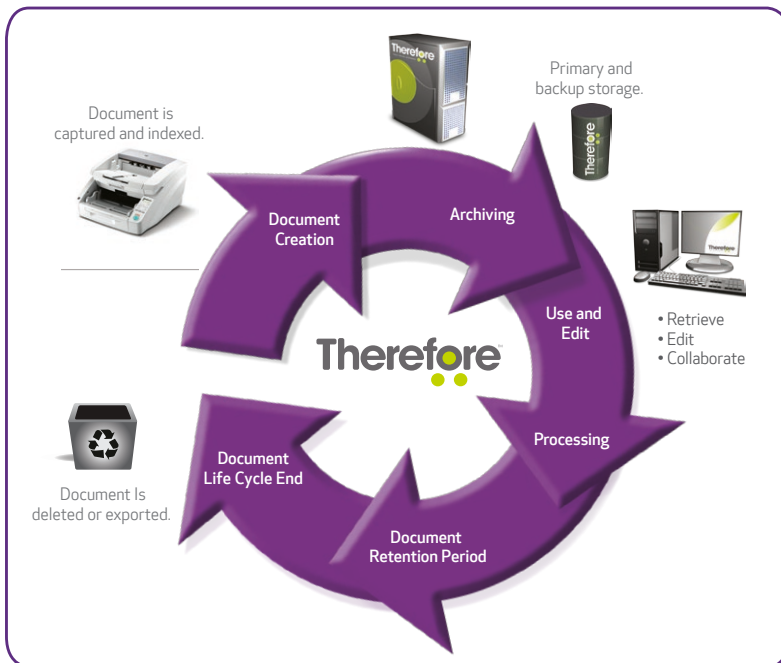 Therefore
Primary and
backup storage.
Document is
captured and indexed.
Therefore
Document
Creation
Archiving
Therefore
Use and
Edit
• Retrieve
• Edit
• Collaborate
Therefore™
Processing
Document
Life Cycle End
Document Is
deleted or exported.
Document
Retention Period